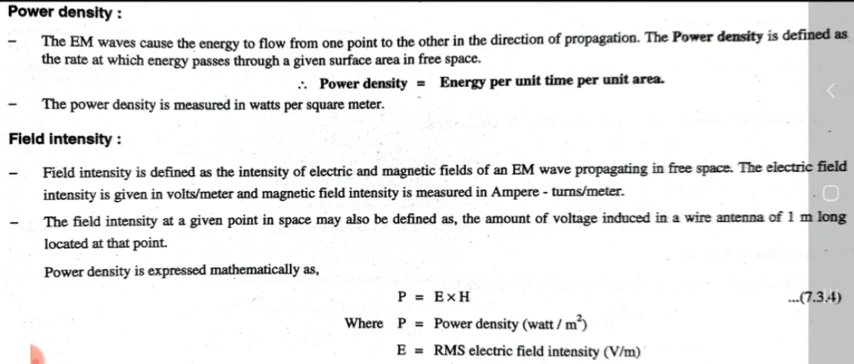 Power density :
– The EM waves cause the energy to flow from one point to the other in the direction of propagation. The Power density is defined as
the rate at which energy passes through a given surface area in free space.
∴ Power density = Energy per unit time per unit area.
– The power density is measured in watts per square meter.
Field intensity :
– Field intensity is defined as the intensity of electric and magnetic fields of an EM wave propagating in free space. The electric field
intensity is given in volts/meter and magnetic field intensity is measured in Ampere - turns/meter.
– The field intensity at a given point in space may also be defined as, the amount of voltage induced in a wire antenna of 1 m long
located at that point.
Power density is expressed mathematically as,
P = E × H ...(7.3.4)
Where P = Power density (watt / m²)
E = RMS electric field intensity (V/m)